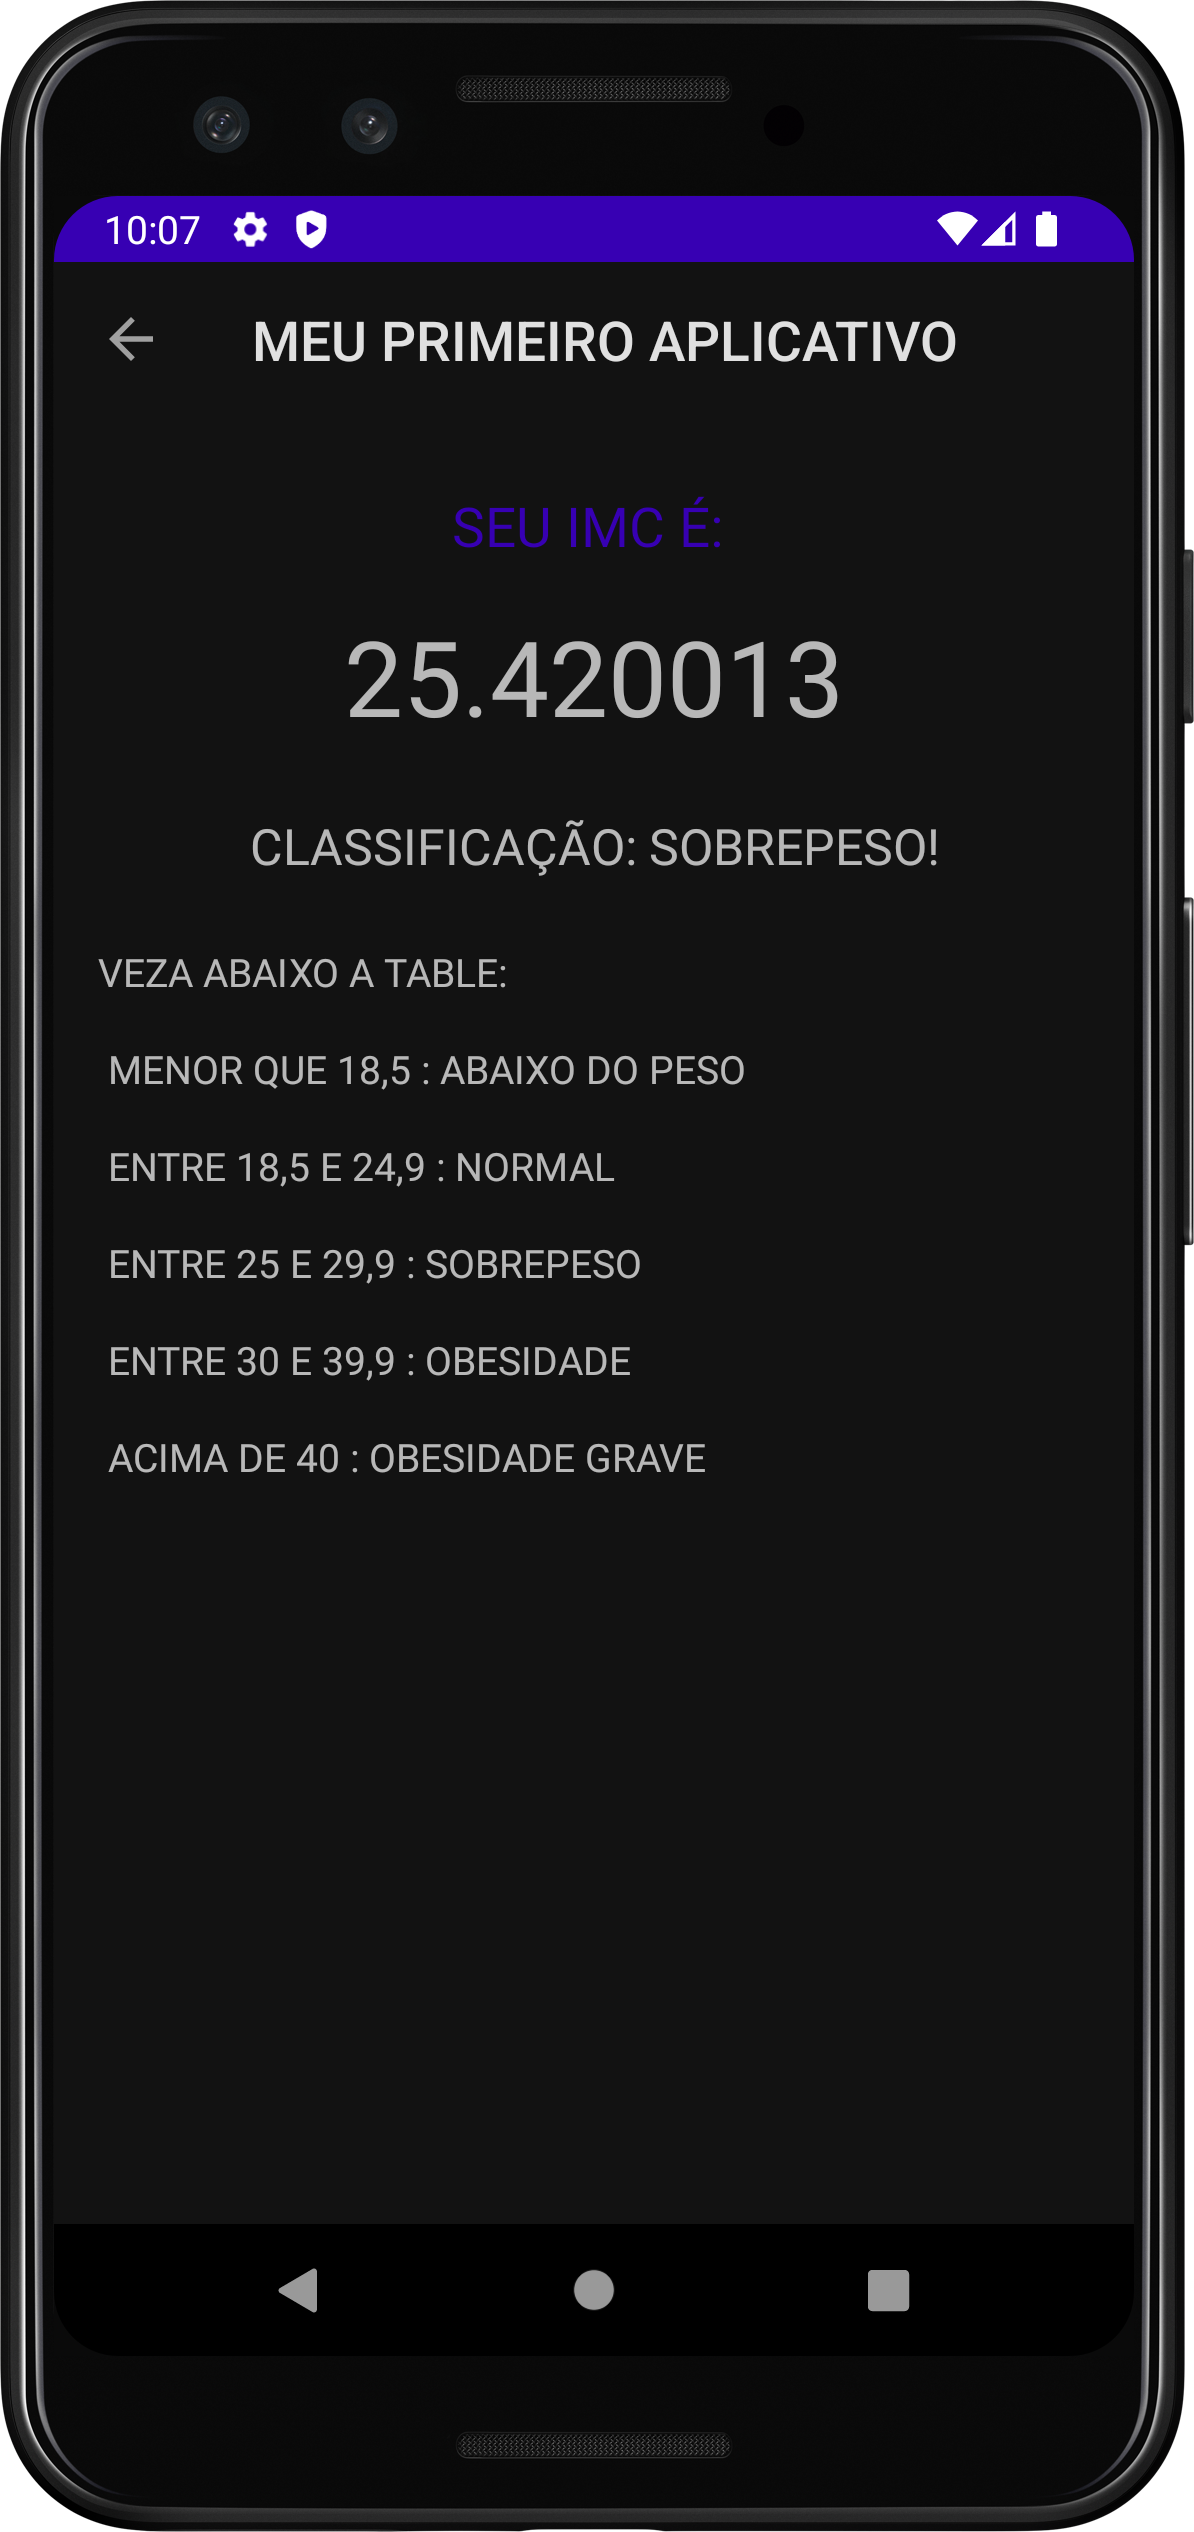 10:07
MEU PRIMEIRO APLICATIVO
SEU IMC É:
25.420013
CLASSIFICAÇÃO: SOBREPESO!
VEZA ABAIXO A TABLE:
MENOR QUE 18,5 : ABAIXO DO PESO
ENTRE 18,5 E 24,9 : NORMAL
ENTRE 25 E 29,9 : SOBREPESO
ENTRE 30 E 39,9 : OBESIDADE
ACIMA DE 40 : OBESIDADE GRAVE